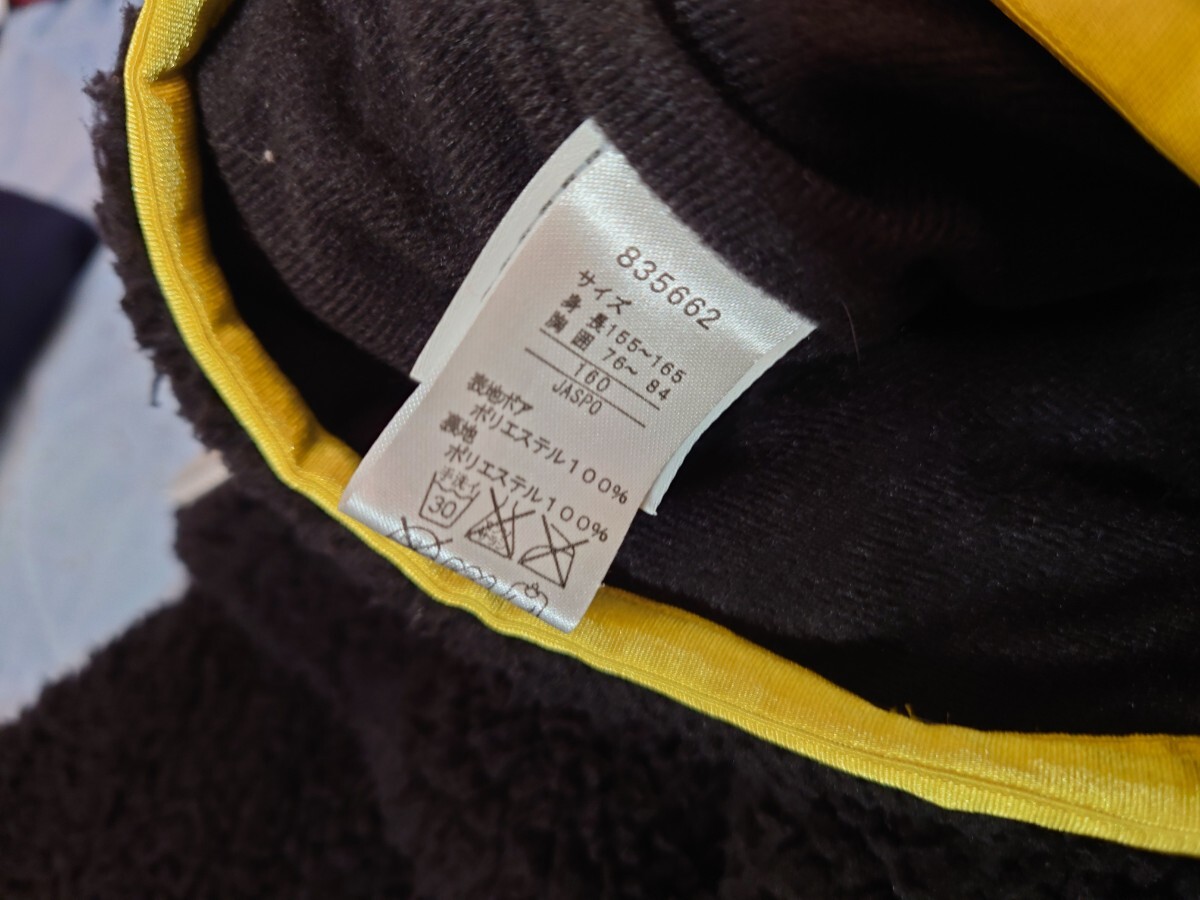 835662
サイズ
身 長155~165
胸 囲 76~ 84
160
JASPO
表地ボア
ポリエステル100%
裏地
ポリエステル100%
手洗イ
30